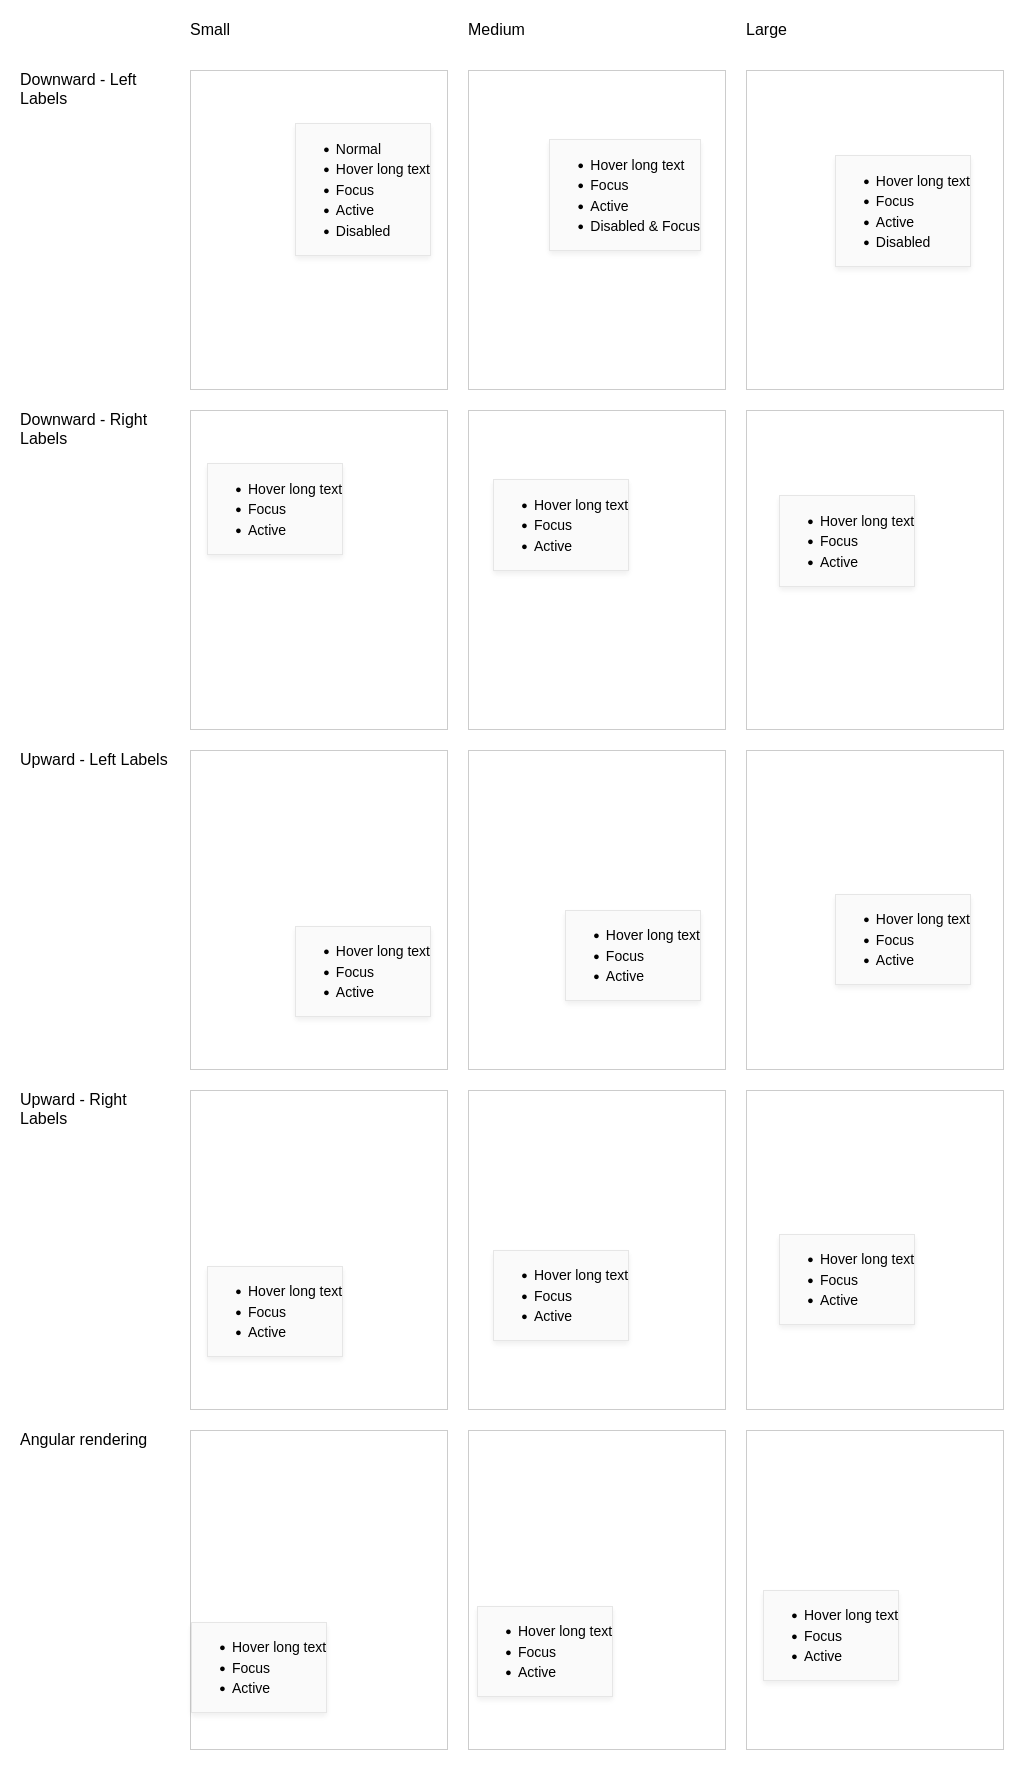 Small
Medium
Large
Downward - Left
Labels
Normal
Hover long text
Focus
Active
Disabled
Hover long text
Focus
Active
Disabled & Focus
Hover long text
Focus
Active
Disabled
Downward - Right
Labels
Hover long text
Focus
Active
Hover long text
Focus
Active
Hover long text
Focus
Active
Upward - Left Labels
Hover long text
Focus
Active
Hover long text
Focus
Active
Hover long text
Focus
Active
Upward - Right
Labels
Hover long text
Focus
Active
Hover long text
Focus
Active
Hover long text
Focus
Active
Angular rendering
Hover long text
Focus
Active
Hover long text
Focus
Active
Hover long text
Focus
Active